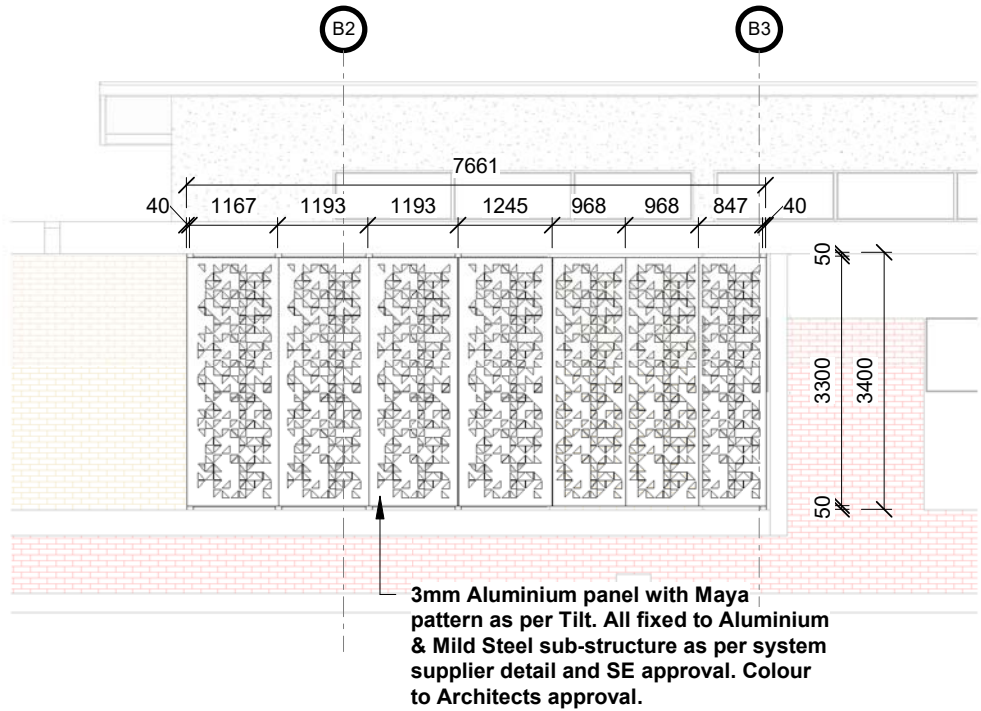 B2
B3
7661
40
1167
1193
1193
1245
968
968
847
40
50
3300
3400
50
3mm Aluminium panel with Maya
pattern as per Tilt. All fixed to Aluminium
& Mild Steel sub-structure as per system
supplier detail and SE approval. Colour
to Architects approval.